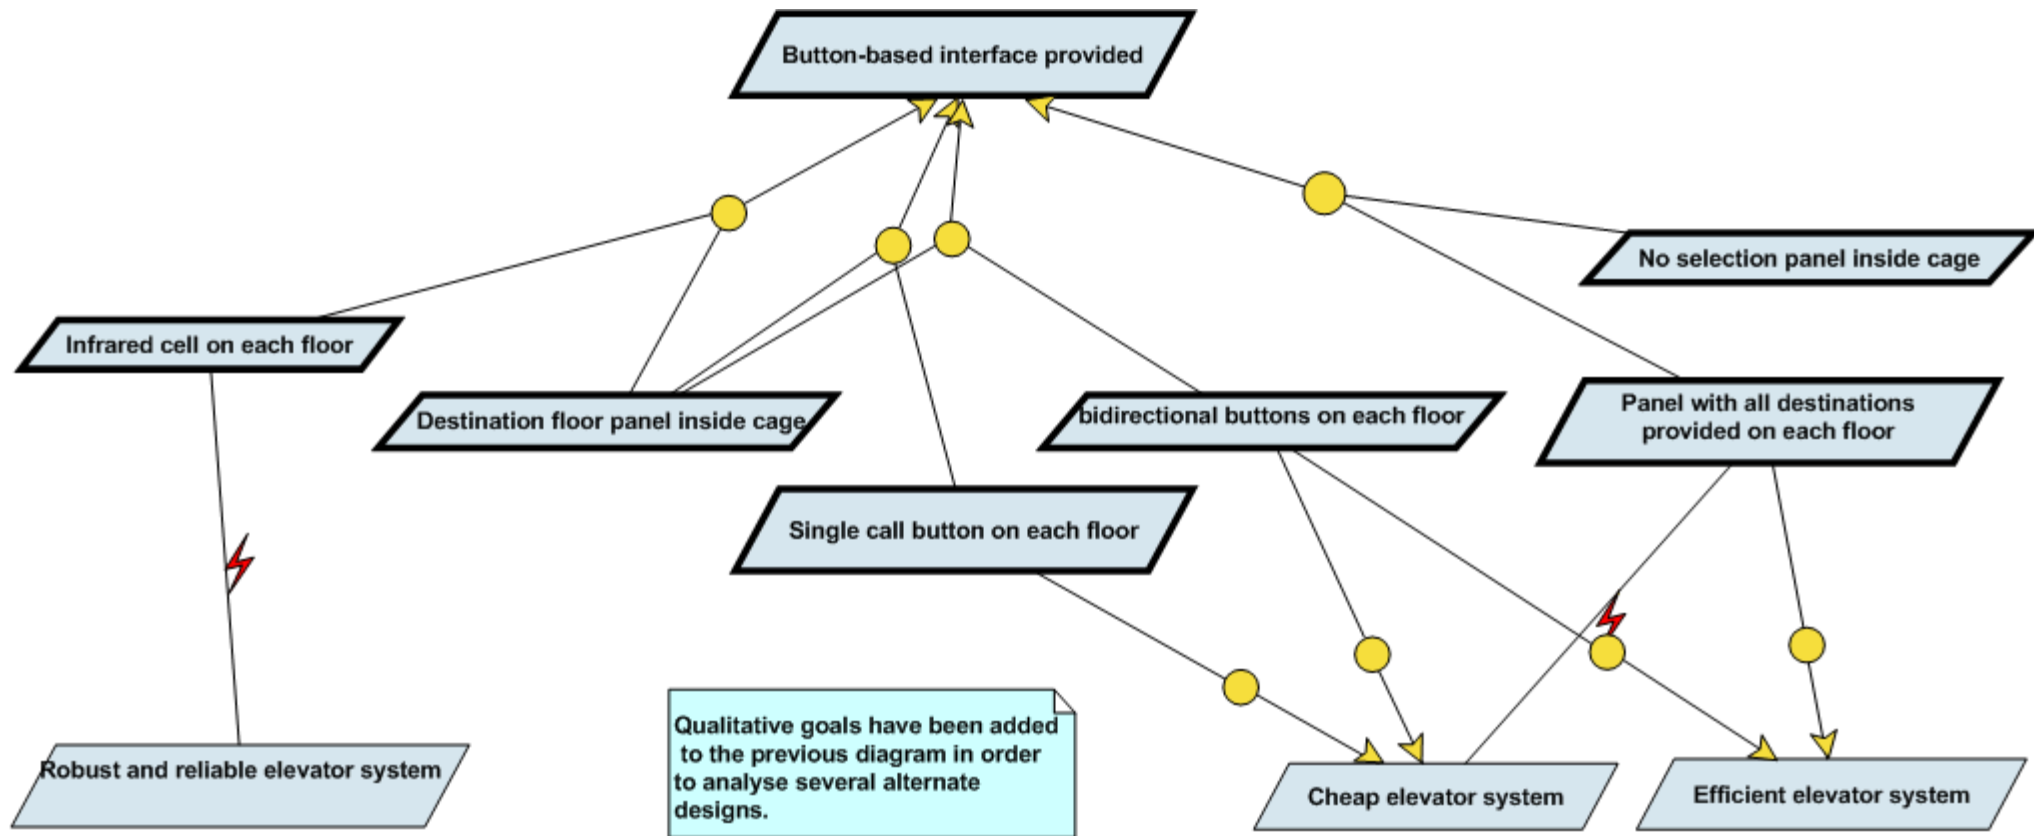 Button-based interface provided
No selection panel inside cage
Infrared cell on each floor
Destination floor panel inside cage
bidirectional buttons on each floor
Panel with all destinations
provided on each floor
Single call button on each floor
Qualitative goals have been added
to the previous diagram in order
to analyse several alternate
designs.
Robust and reliable elevator system
Cheap elevator system
Efficient elevator system